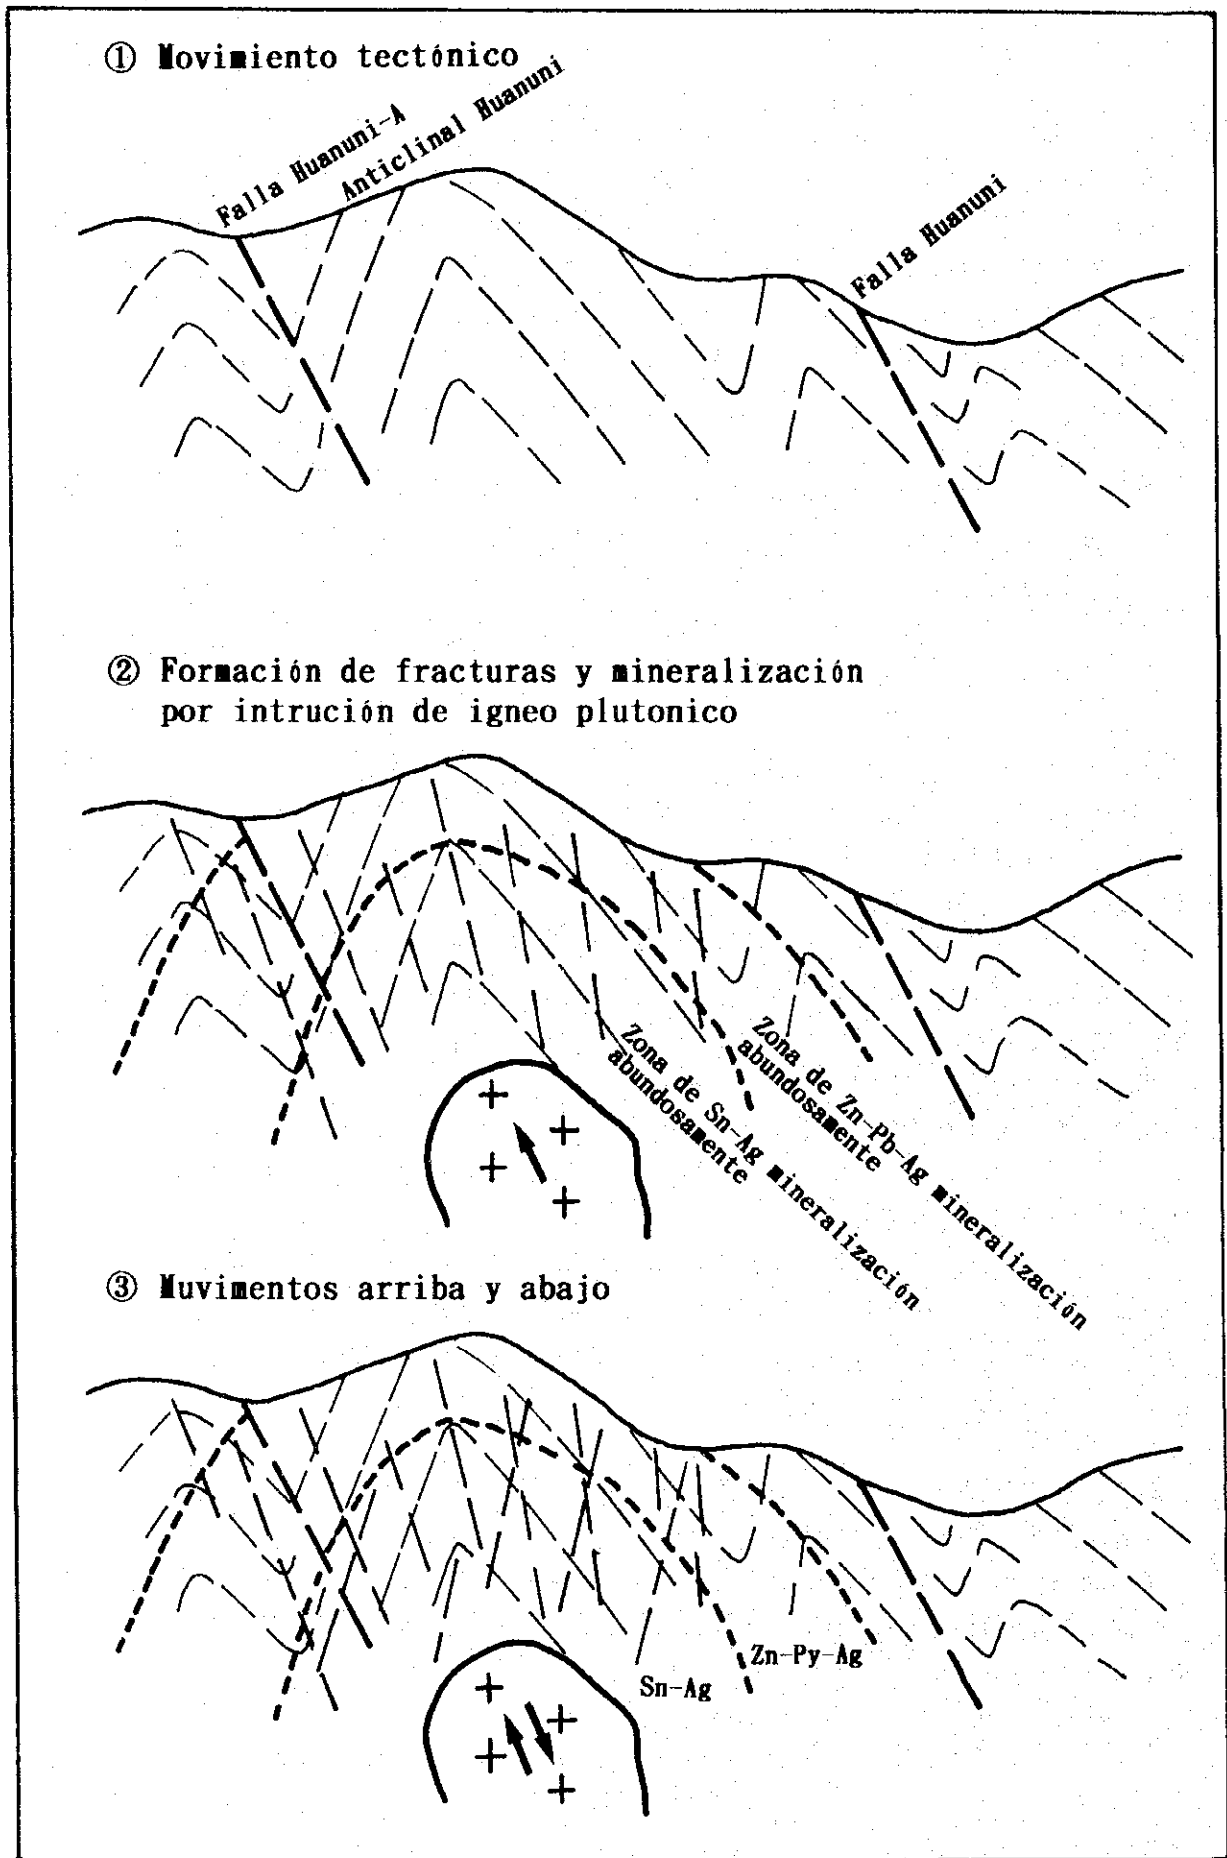 ① Movimiento tectónico
Falla Huanuni-A
Anticlinal Huanuni
Falla Huanuni
② Formación de fracturas y mineralización
por intrución de igneo plutonico
Zona de Sn-Ag mineralización
abundosamente
Zona de Zn-Pb-Ag mineralización
abundosamente
③ Muvimentos arriba y abajo
Zn-Py-Ag
Sn-Ag